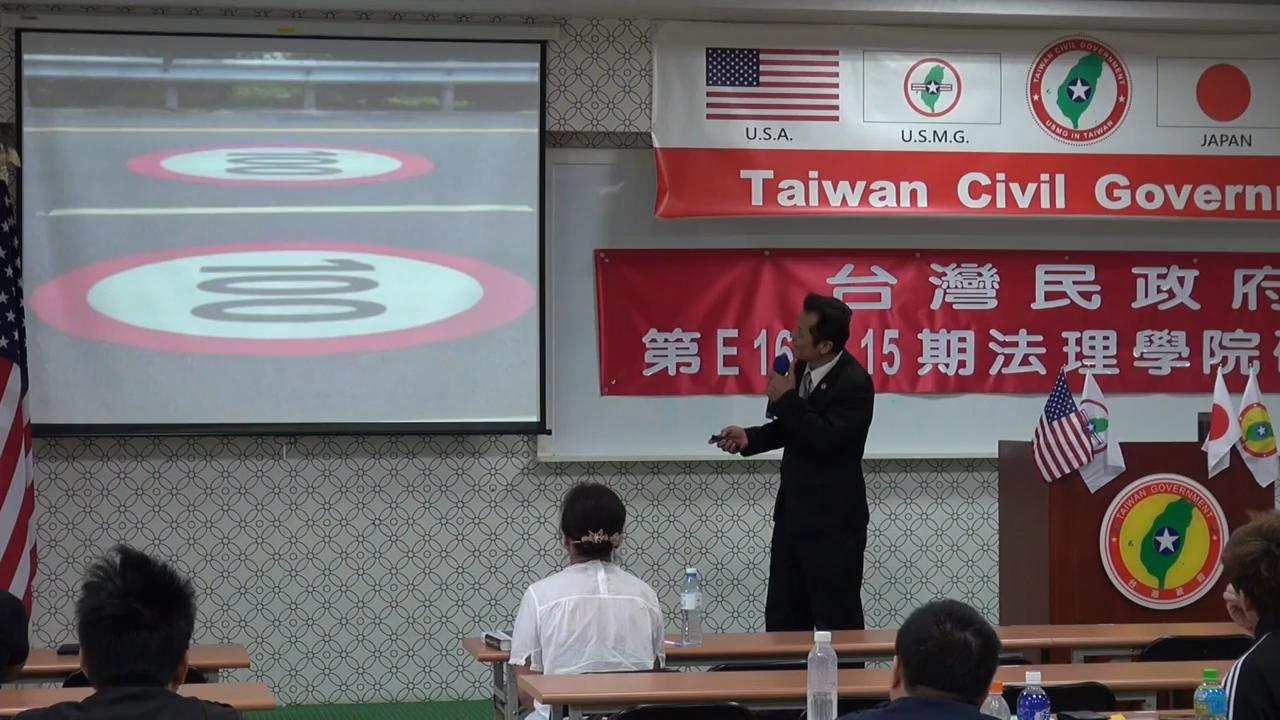 100
100
U.S.A.
U.S.M.G.
TAIWAN CIVIL GOVERNMENT
USMG IN TAIWAN
JAPAN
Taiwan Civil Governm
台灣民政府
第E16 15期法理學院
TAIWAN GOVERNMENT
台灣政府